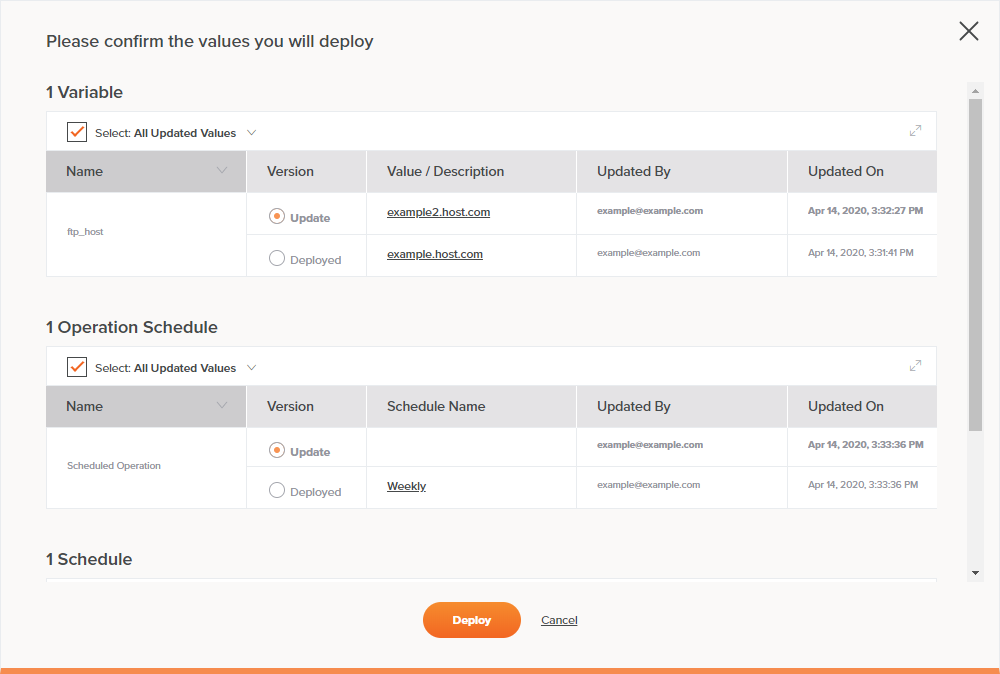 Please confirm the values you will deploy
1 Variable
Select: All Updated Values
Name Version Value / Description Updated By Updated On
ftp_host
Update example2.host.com example@example.com Apr 14, 2020, 3:32:27 PM
Deployed example.host.com example@example.com Apr 14, 2020, 3:31:41 PM
1 Operation Schedule
Select: All Updated Values
Name Version Schedule Name Updated By Updated On
Scheduled Operation
Update example@example.com Apr 14, 2020, 3:33:36 PM
Deployed Weekly example@example.com Apr 14, 2020, 3:33:36 PM
1 Schedule
Deploy Cancel